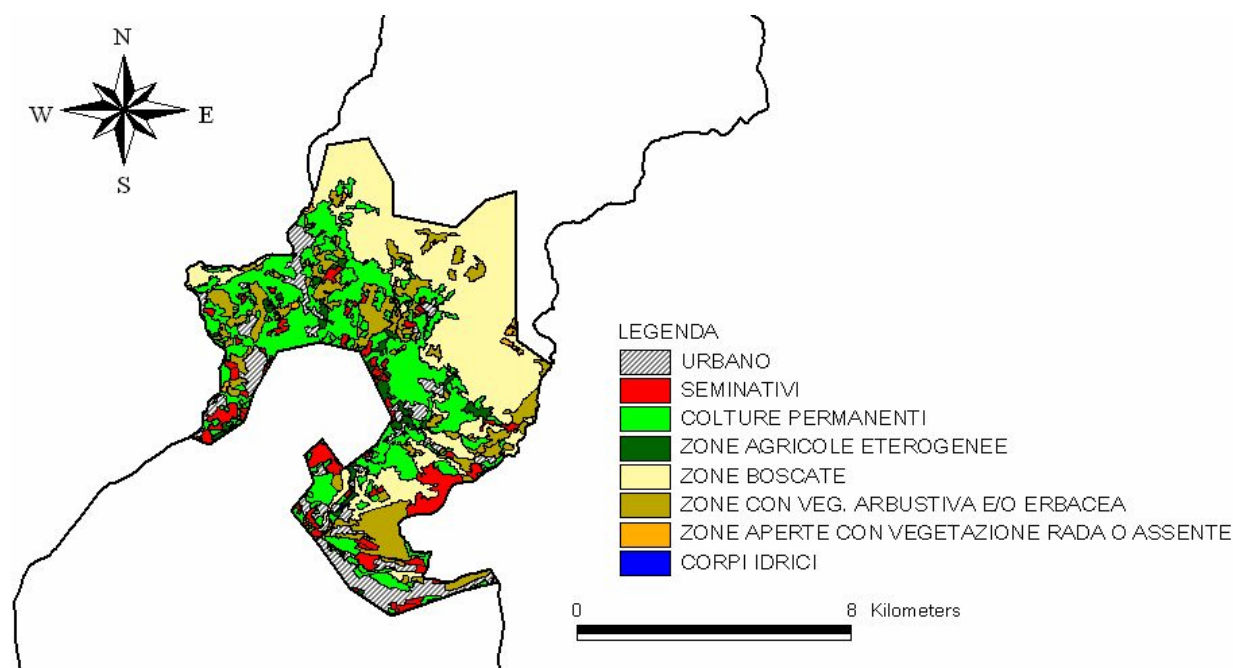 N
W E
S
LEGENDA
URBANO
SEMINATIVI
COLTURE PERMANENTI
ZONE AGRICOLE ETEROGENEE
ZONE BOSCATE
ZONE CON VEG. ARBUSTIVA E/O ERBACEA
ZONE APERTE CON VEGETAZIONE RADA O ASSENTE
CORPI IDRICI
0 8 Kilometers